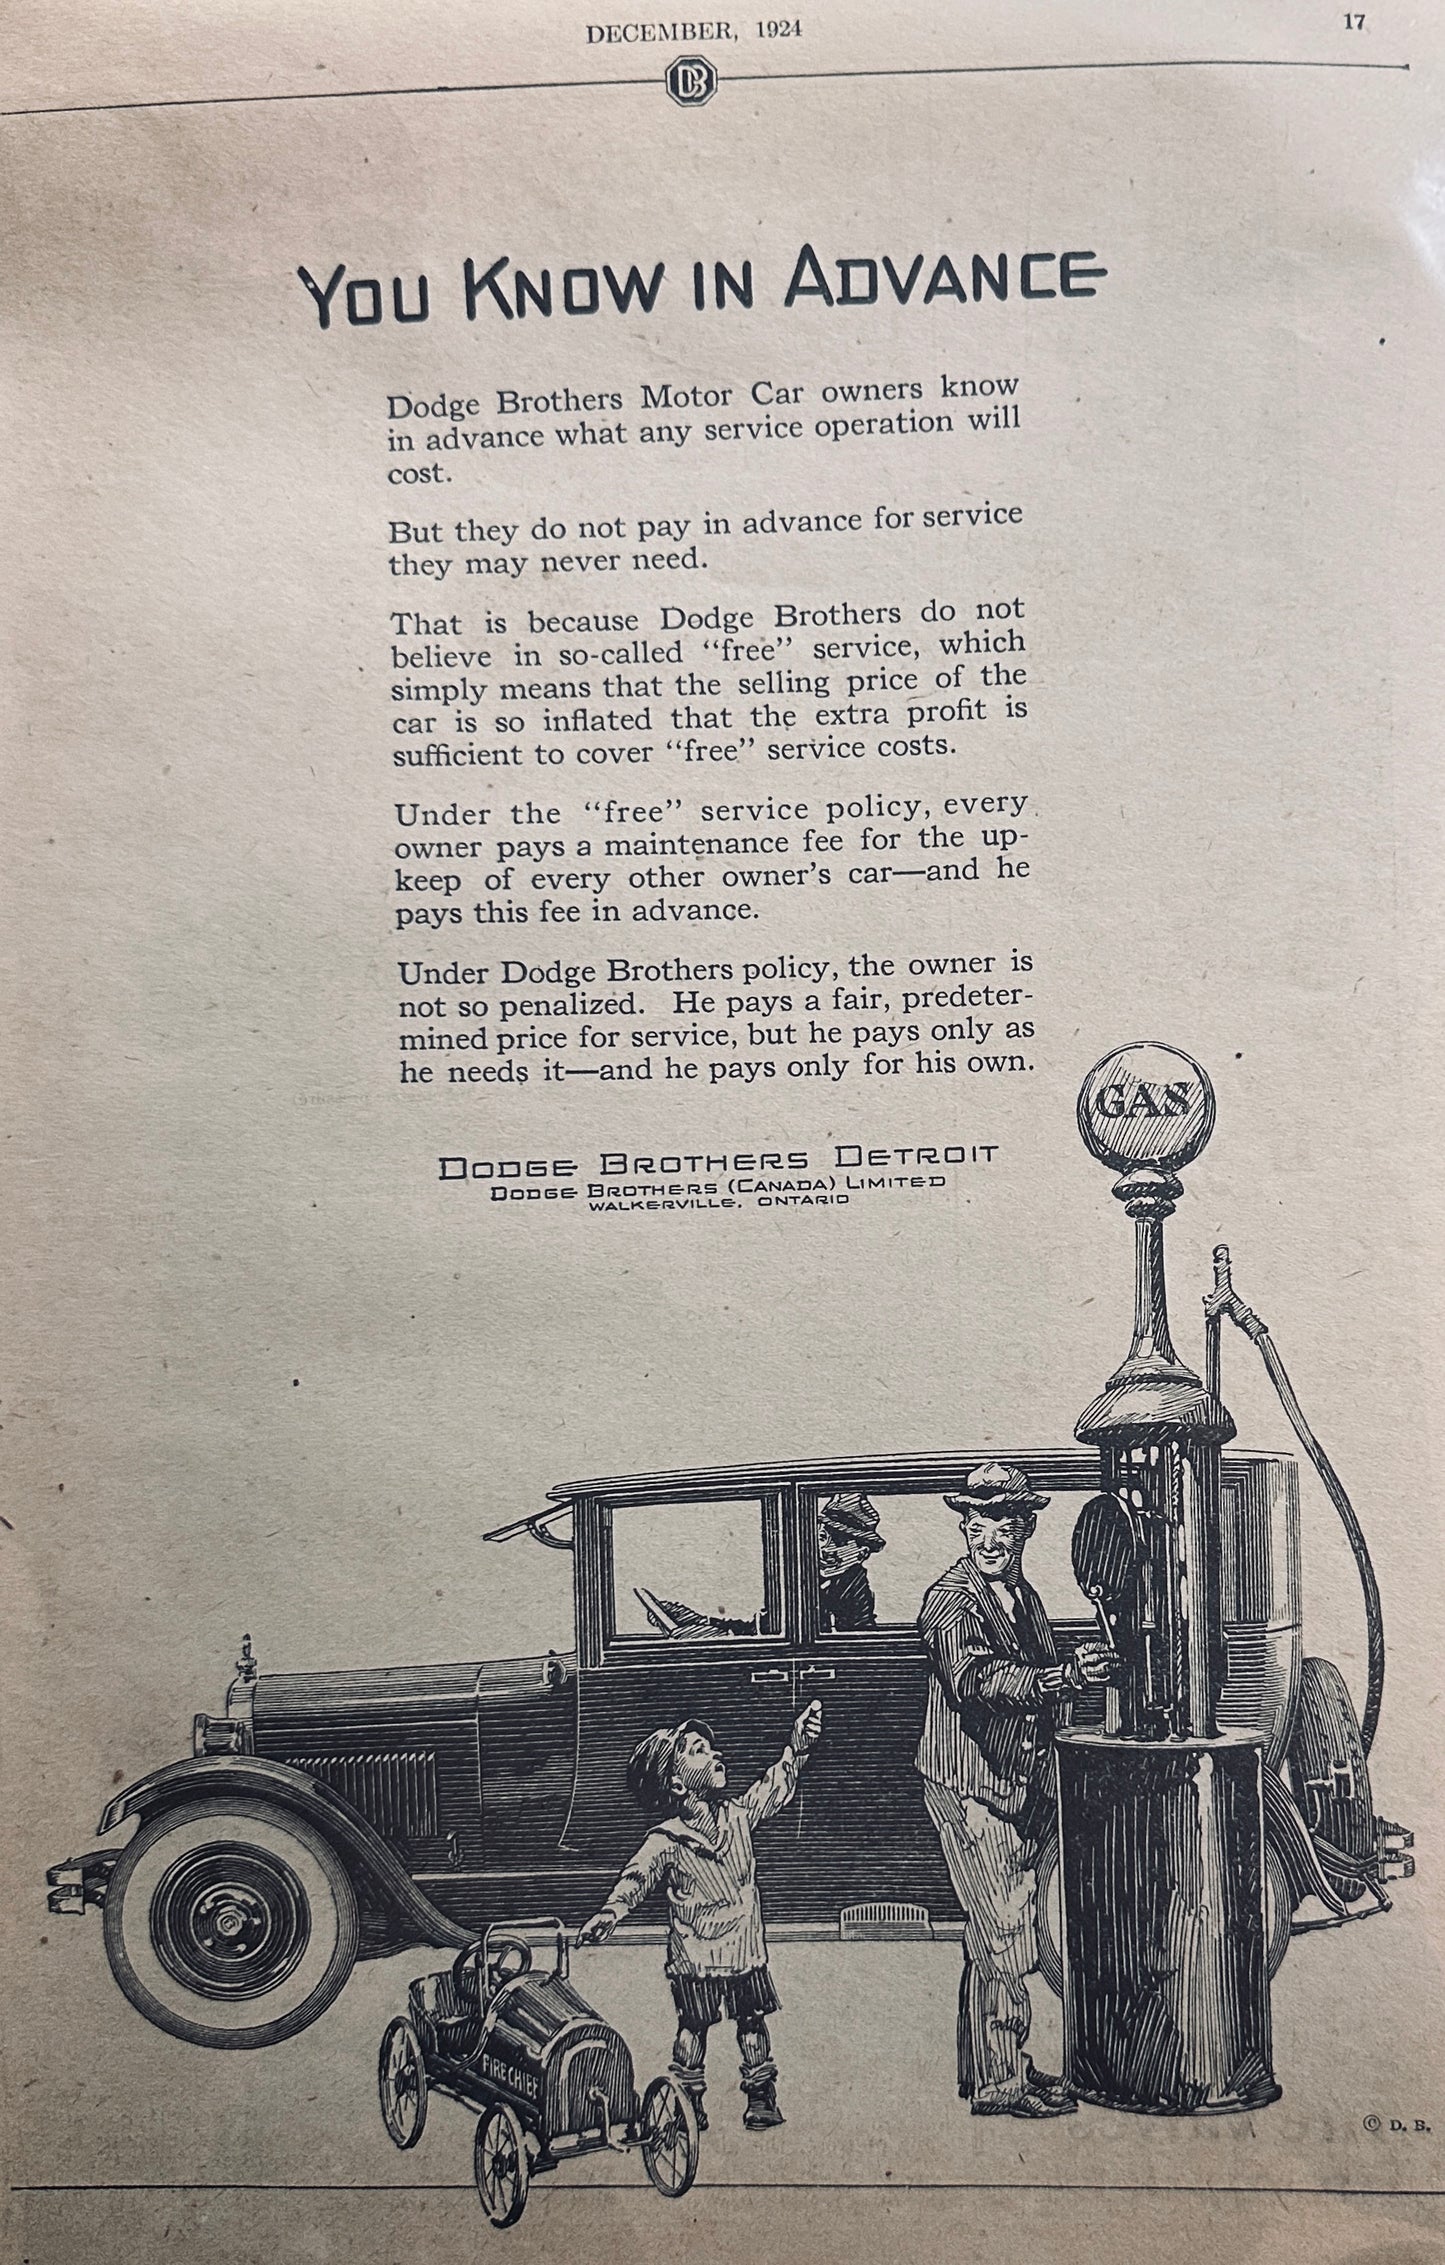 DECEMBER, 1924
17
DB
YOU KNOW IN ADVANCE
Dodge Brothers Motor Car owners know
in advance what any service operation will
cost.
But they do not pay in advance for service
they may never need.
That is because Dodge Brothers do not
believe in so-called “free” service, which
simply means that the selling price of the
car is so inflated that the extra profit is
sufficient to cover “free” service costs.
Under the “free” service policy, every
owner pays a maintenance fee for the up-
keep of every other owner’s car—and he
pays this fee in advance.
Under Dodge Brothers policy, the owner is
not so penalized. He pays a fair, predeter-
mined price for service, but he pays only as
he needs it—and he pays only for his own.
DODGE BROTHERS DETROIT
DODGE BROTHERS (CANADA) LIMITED
WALKERVILLE, ONTARIO
GAS
FIRE CHIEF
© D. B.